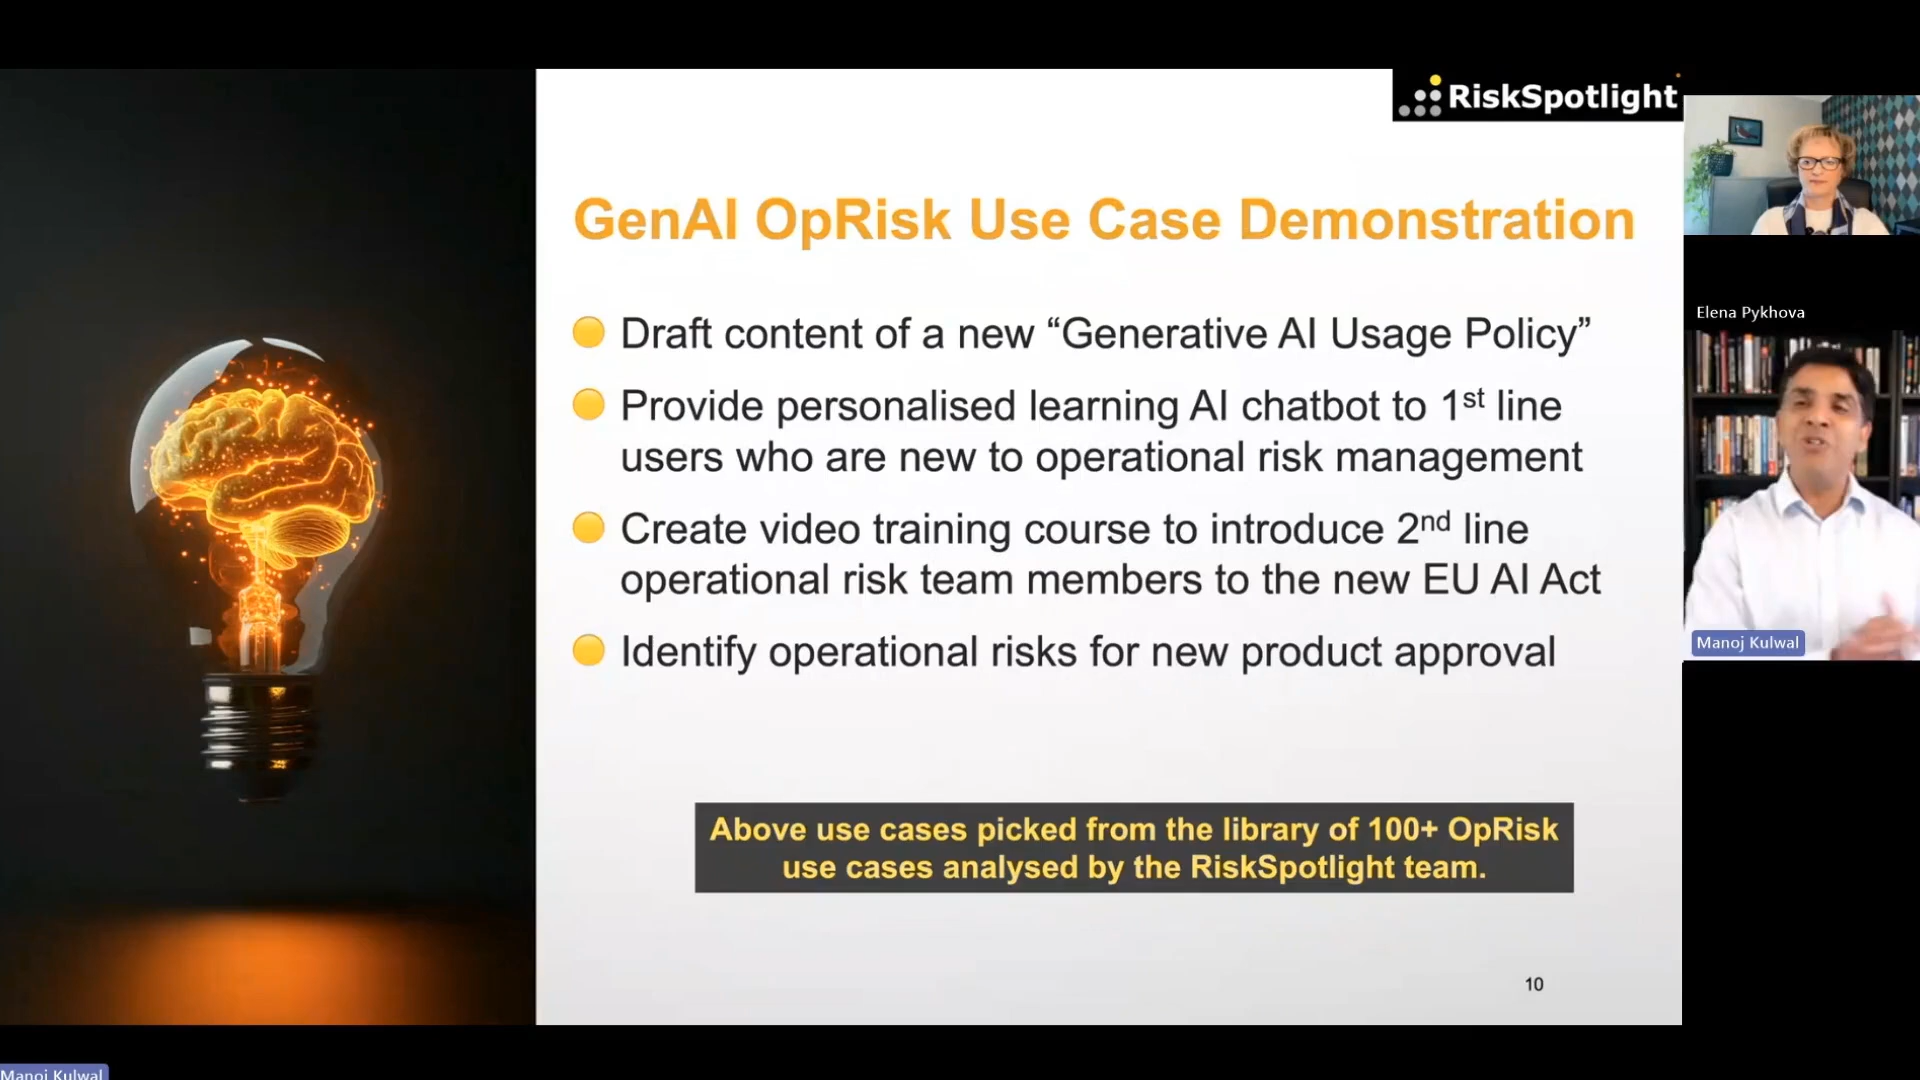 RiskSpotlight
GenAI OpRisk Use Case Demonstration
Draft content of a new “Generative AI Usage Policy”
Provide personalised learning AI chatbot to 1st line
users who are new to operational risk management
Create video training course to introduce 2nd line
operational risk team members to the new EU AI Act
Identify operational risks for new product approval
Above use cases picked from the library of 100+ OpRisk
use cases analysed by the RiskSpotlight team.
10
Elena Pykhova
Manoj Kulwal
Manoj Kulwal